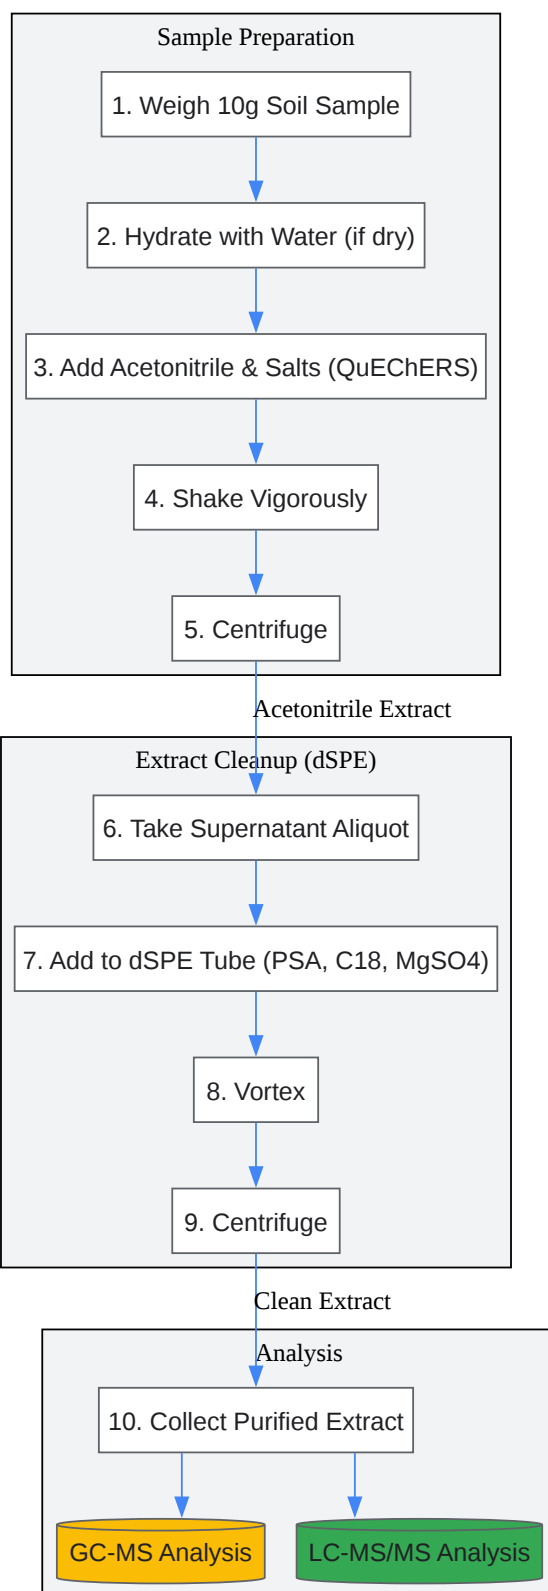 Sample Preparation
1. Weigh 10g Soil Sample
2. Hydrate with Water (if dry)
3. Add Acetonitrile & Salts (QuEChERS)
4. Shake Vigorously
5. Centrifuge
Acetonitrile Extract
Extract Cleanup (dSPE)
6. Take Supernatant Aliquot
7. Add to dSPE Tube (PSA, C18, MgSO4)
8. Vortex
9. Centrifuge
Clean Extract
Analysis
10. Collect Purified Extract
GC-MS Analysis
LC-MS/MS Analysis